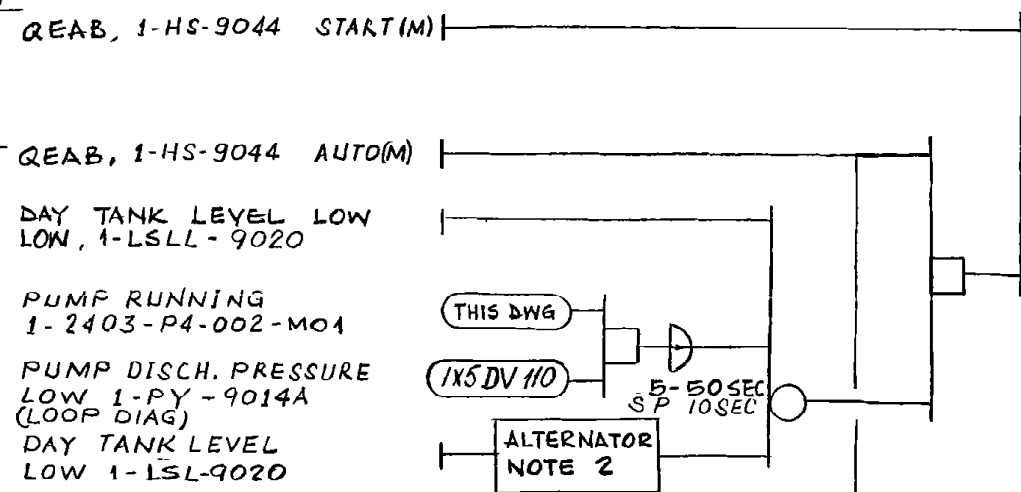 QEAB, 1-HS-9044 START(M)
QEAB, 1-HS-9044 AUTO(M)
DAY TANK LEVEL LOW
LOW, 1-LSLL-9020
PUMP RUNNING
1-2403-P4-002-M01
THIS DWG
PUMP DISCH. PRESSURE
LOW 1-PY-9014A
(LOOP DIAG)
1X5 DV 110
5-50SEC
SP 10SEC
DAY TANK LEVEL
LOW 1-LSL-9020
ALTERNATOR
NOTE 2